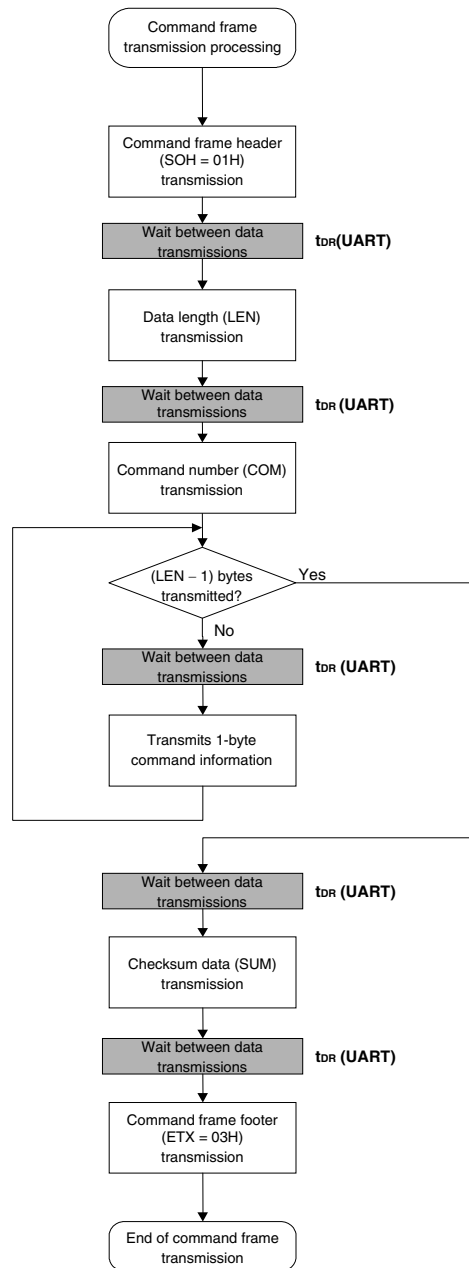 Command frame
transmission processing
Command frame header
(SOH = 01H)
transmission
Wait between data
transmissions
tDR(UART)
Data length (LEN)
transmission
Wait between data
transmissions
tDR (UART)
Command number (COM)
transmission
(LEN − 1) bytes
transmitted?
Yes
No
Wait between data
transmissions
tDR (UART)
Transmits 1-byte
command information
Wait between data
transmissions
tDR (UART)
Checksum data (SUM)
transmission
Wait between data
transmissions
tDR (UART)
Command frame footer
(ETX = 03H)
transmission
End of command frame
transmission